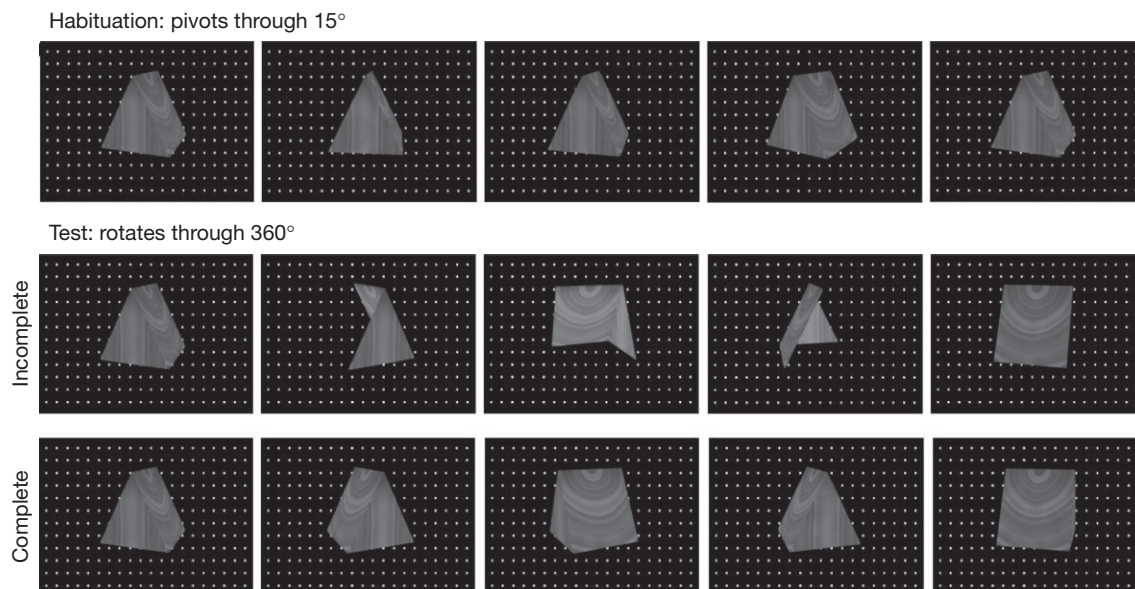 Habituation: pivots through 15°
Test: rotates through 360°
Incomplete
Complete